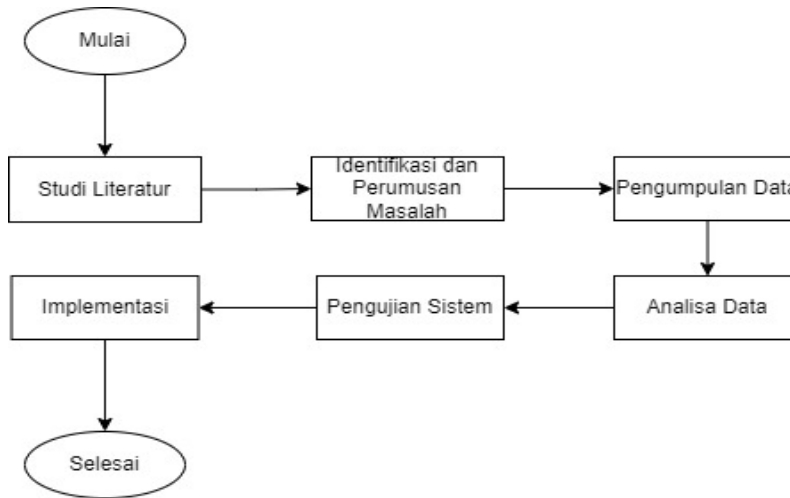 Mulai
Studi Literatur
Identifikasi dan
Perumusan
Masalah
Pengumpulan Data
Analisa Data
Pengujian Sistem
Implementasi
Selesai